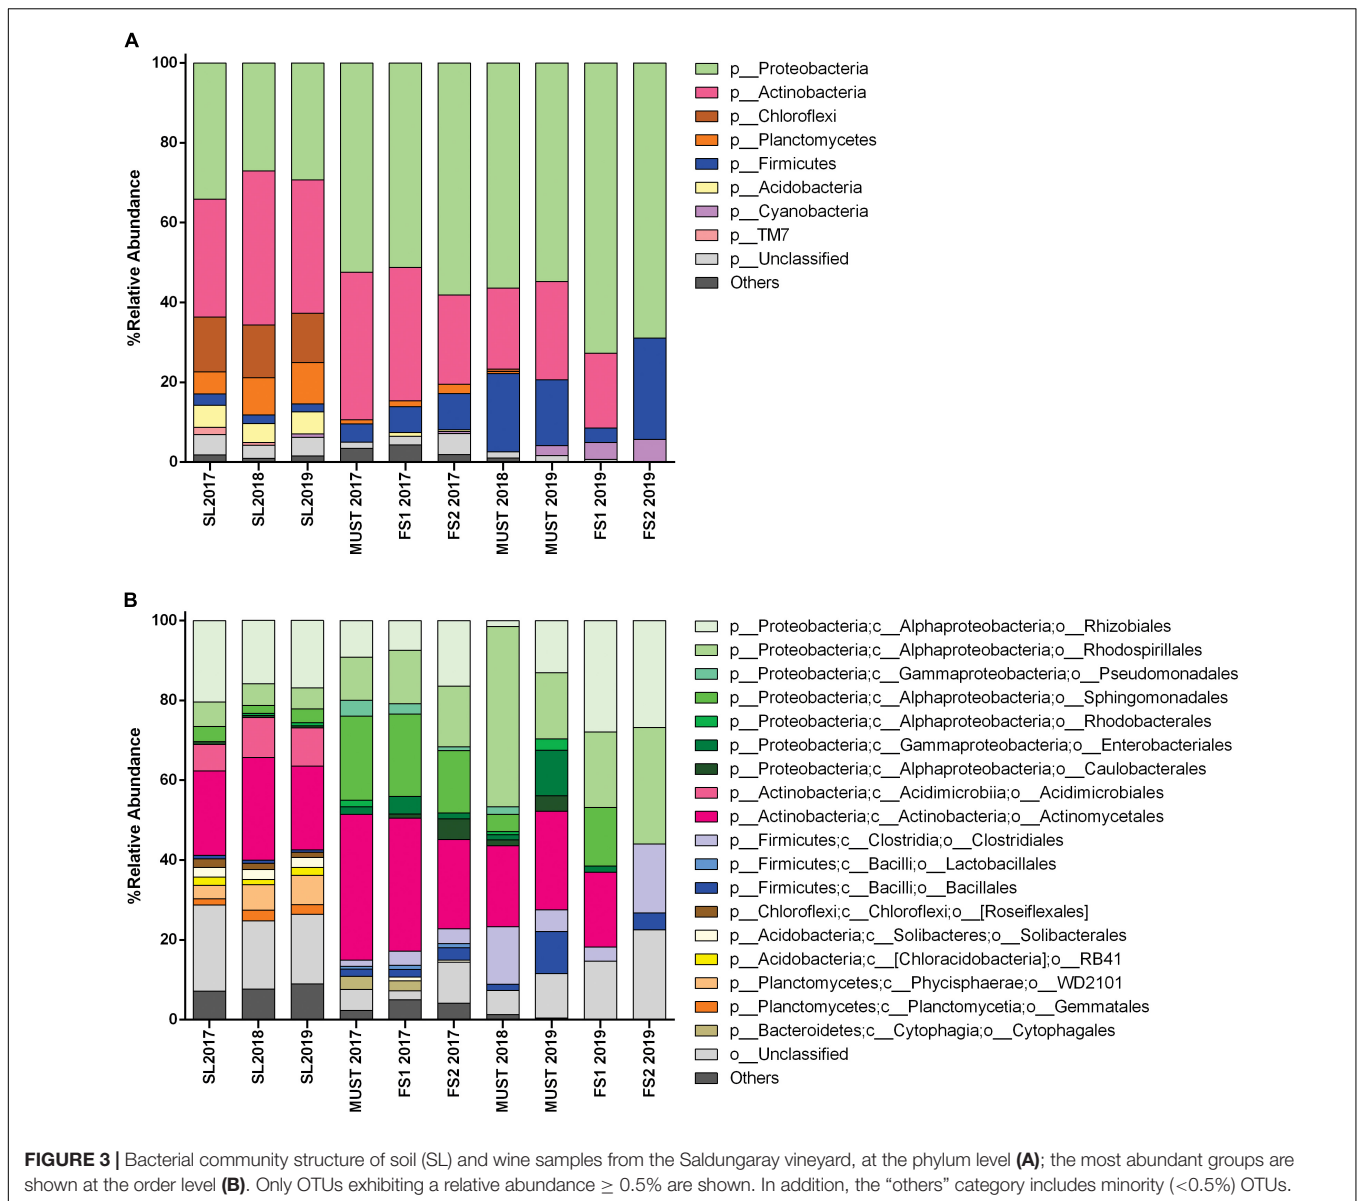 A
100
80
60
40
20
0
%Relative Abundance
SL2017
SL2018
SL2019
MUST 2017
FS1 2017
FS2 2017
MUST 2018
MUST 2019
FS1 2019
FS2 2019
p__Proteobacteria
p__Actinobacteria
p__Chloroflexi
p__Planctomycetes
p__Firmicutes
p__Acidobacteria
p__Cyanobacteria
p__TM7
p__Unclassified
Others
B
100
80
60
40
20
0
%Relative Abundance
SL2017
SL2018
SL2019
MUST 2017
FS1 2017
FS2 2017
MUST 2018
MUST 2019
FS1 2019
FS2 2019
p__Proteobacteria;c__Alphaproteobacteria;o__Rhizobiales
p__Proteobacteria;c__Alphaproteobacteria;o__Rhodospirillales
p__Proteobacteria;c__Gammaproteobacteria;o__Pseudomonadales
p__Proteobacteria;c__Alphaproteobacteria;o__Sphingomonadales
p__Proteobacteria;c__Alphaproteobacteria;o__Rhodobacterales
p__Proteobacteria;c__Gammaproteobacteria;o__Enterobacteriales
p__Proteobacteria;c__Alphaproteobacteria;o__Caulobacterales
p__Actinobacteria;c__Acidimicrobiia;o__Acidimicrobiales
p__Actinobacteria;c__Actinobacteria;o__Actinomycetales
p__Firmicutes;c__Clostridia;o__Clostridiales
p__Firmicutes;c__Bacilli;o__Lactobacillales
p__Firmicutes;c__Bacilli;o__Bacillales
p__Chloroflexi;c__Chloroflexi;o__[Roseiflexales]
p__Acidobacteria;c__Solibacteres;o__Solibacterales
p__Acidobacteria;c__[Chloracidobacteria];o__RB41
p__Planctomycetes;c__Phycisphaerae;o__WD2101
p__Planctomycetes;c__Planctomycetia;o__Gemmatales
p__Bacteroidetes;c__Cytophagia;o__Cytophagales
o__Unclassified
Others
FIGURE 3 | Bacterial community structure of soil (SL) and wine samples from the Saldungaray vineyard, at the phylum level (A); the most abundant groups are
shown at the order level (B). Only OTUs exhibiting a relative abundance ≥ 0.5% are shown. In addition, the “others” category includes minority (<0.5%) OTUs.